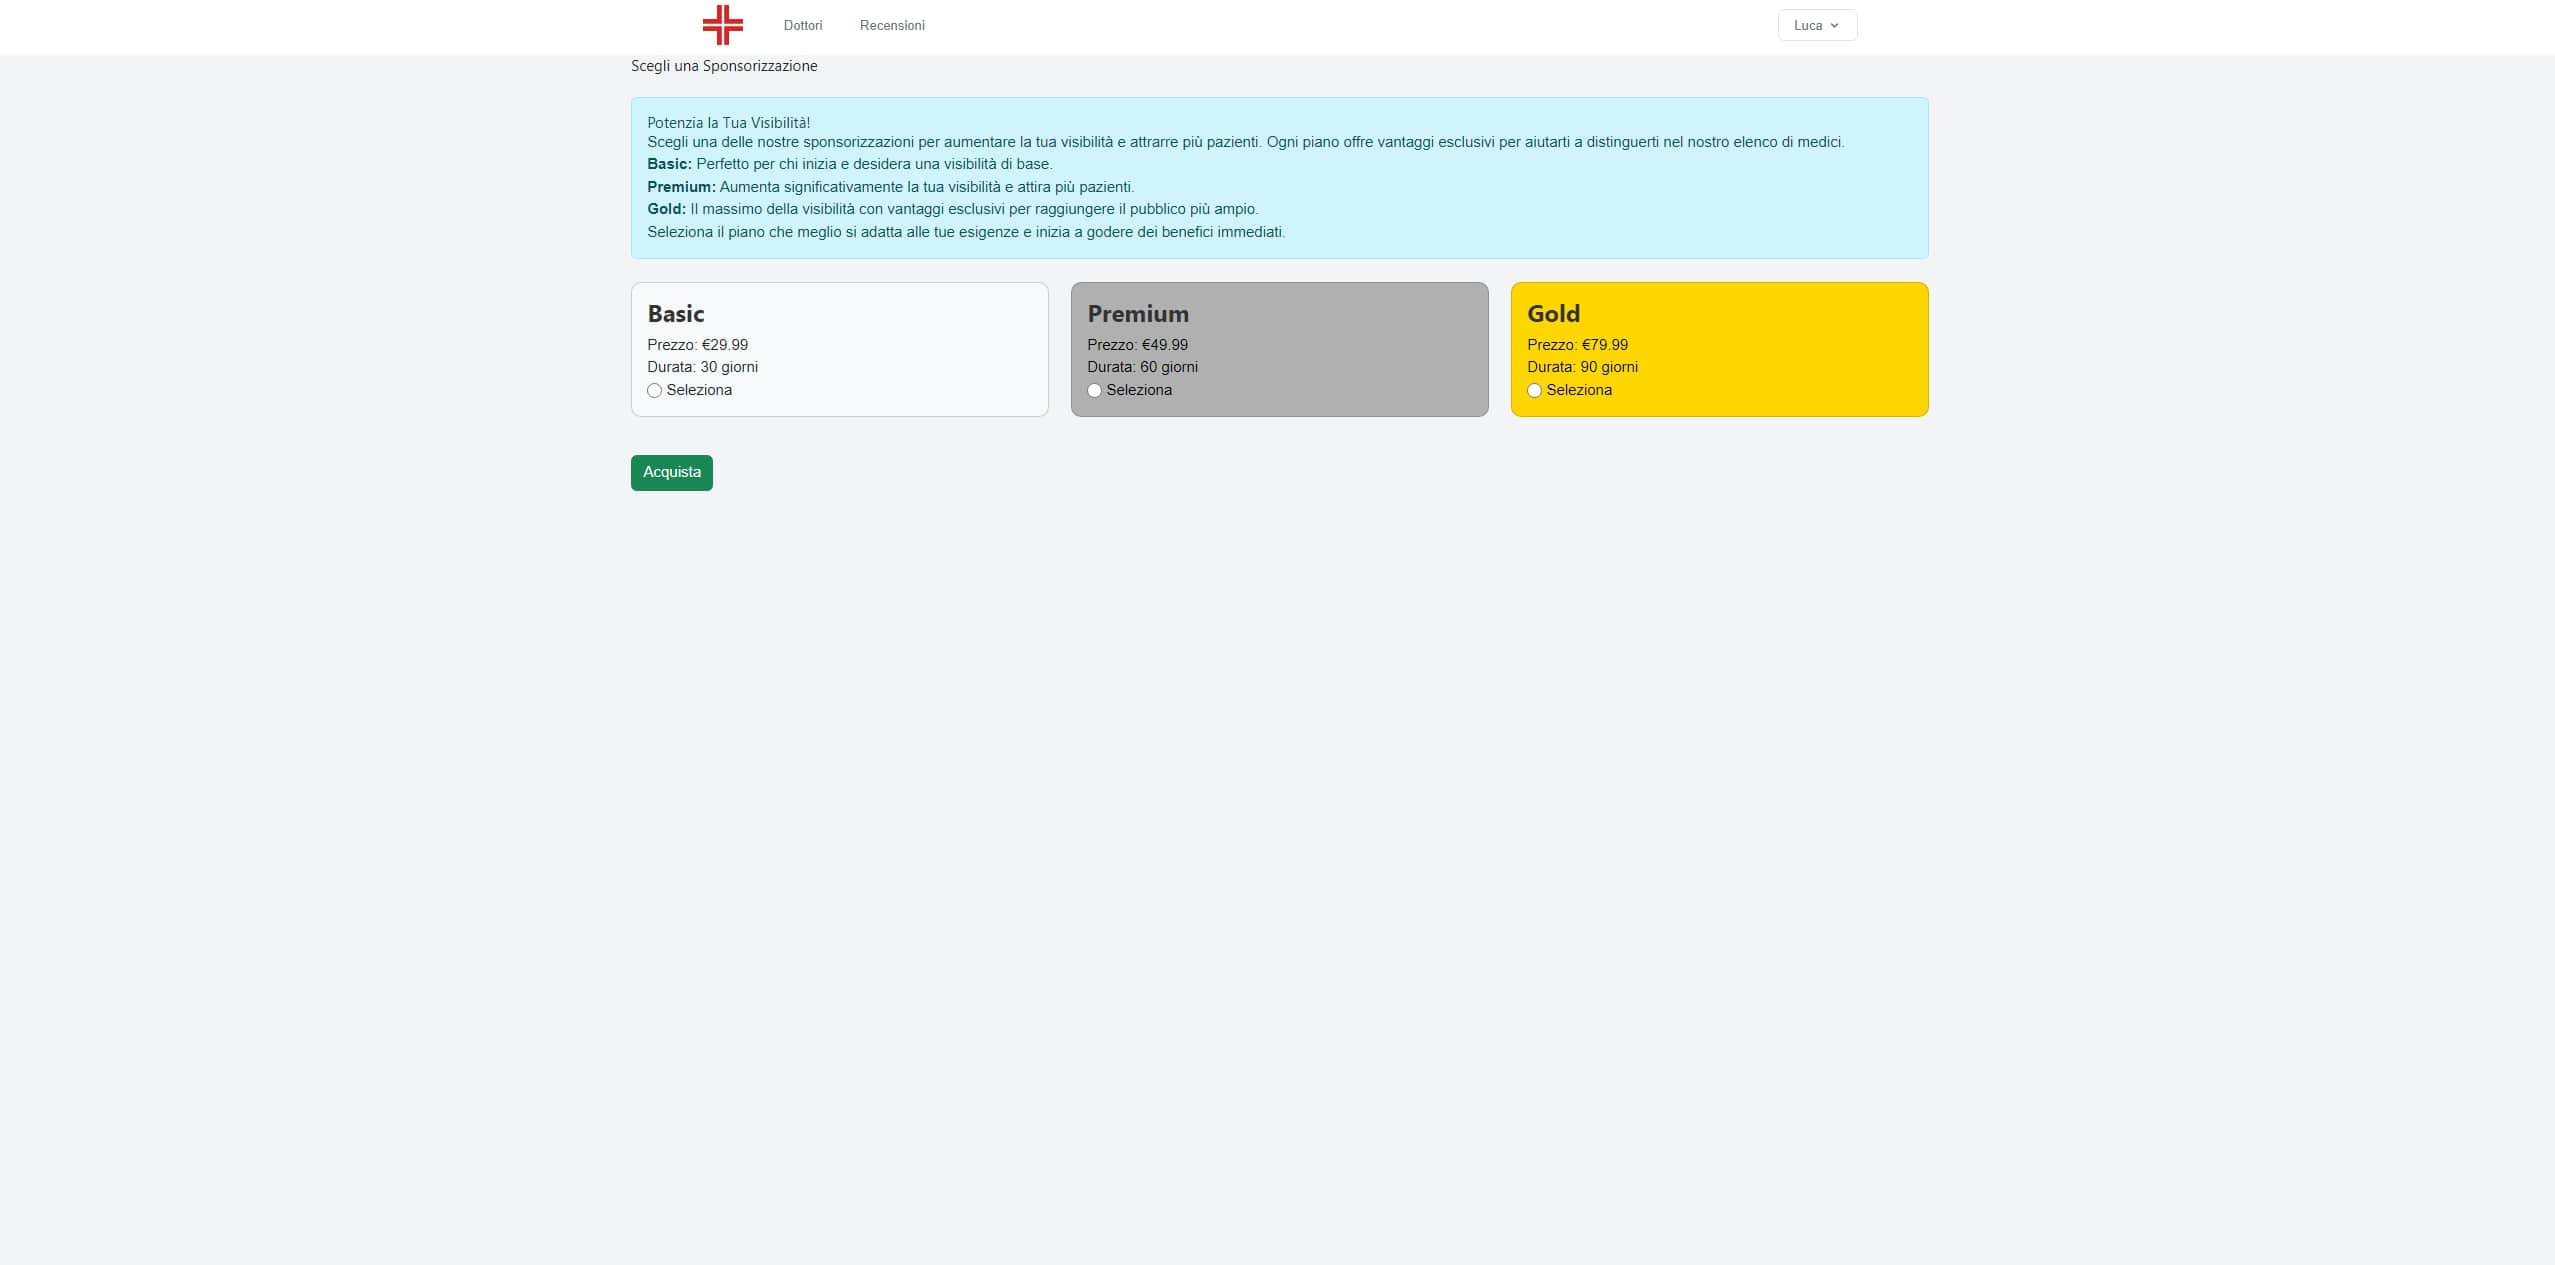 Dottori
Recensioni
Luca
Scegli una Sponsorizzazione
Potenzia la Tua Visibilità!
Scegli una delle nostre sponsorizzazioni per aumentare la tua visibilità e attrarre più pazienti. Ogni piano offre vantaggi esclusivi per aiutarti a distinguerti nel nostro elenco di medici.
Basic: Perfetto per chi inizia e desidera una visibilità di base.
Premium: Aumenta significativamente la tua visibilità e attira più pazienti.
Gold: Il massimo della visibilità con vantaggi esclusivi per raggiungere il pubblico più ampio.
Seleziona il piano che meglio si adatta alle tue esigenze e inizia a godere dei benefici immediati.
Basic
Prezzo: €29.99
Durata: 30 giorni
Seleziona
Premium
Prezzo: €49.99
Durata: 60 giorni
Seleziona
Gold
Prezzo: €79.99
Durata: 90 giorni
Seleziona
Acquista